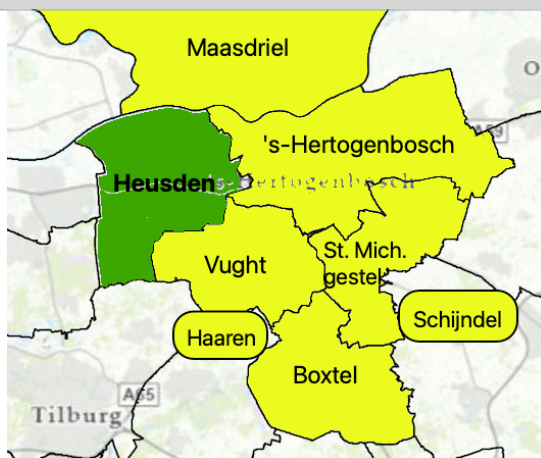 Maasdriel
O
A59
's-Hertogenbosch
Heusden
's-Hertogenbosch
St. Mich.
gestel
Vught
Schijndel
Haaren
Boxtel
A65
Tilburg